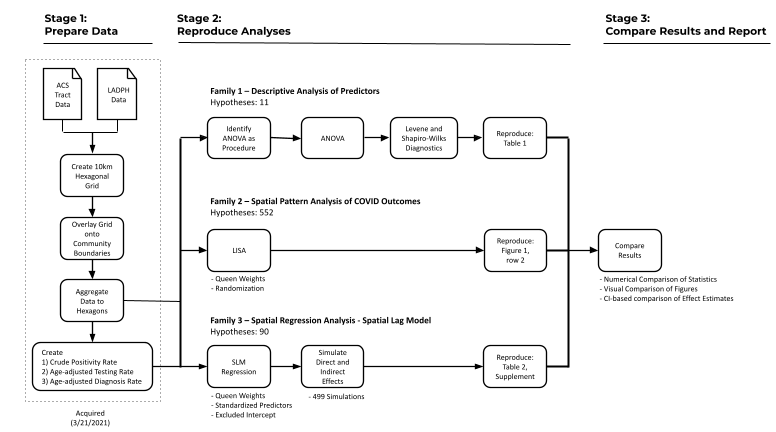 Stage 1:
Prepare Data
Stage 2:
Reproduce Analyses
Stage 3:
Compare Results and Report
ACS
Tract
Data
LADPH
Data
Create 10km
Hexagonal
Grid
Overlay Grid
onto
Community
Boundaries
Aggregate
Data to
Hexagons
Create
1) Crude Positivity Rate
2) Age-adjusted Testing Rate
3) Age-adjusted Diagnosis Rate
Acquired
(3/21/2021)
Family 1 – Descriptive Analysis of Predictors
Hypotheses: 11
Identify
ANOVA as
Procedure
ANOVA
Levene and
Shapiro-Wilks
Diagnostics
Reproduce:
Table 1
Family 2 – Spatial Pattern Analysis of COVID Outcomes
Hypotheses: 552
LISA
- Queen Weights
- Randomization
Reproduce:
Figure 1,
row 2
Family 3 – Spatial Regression Analysis - Spatial Lag Model
Hypotheses: 90
SLM
Regression
- Queen Weights
- Standardized Predictors
- Excluded Intercept
Simulate
Direct and
Indirect
Effects
- 499 Simulations
Reproduce:
Table 2,
Supplement
Compare
Results
- Numerical Comparison of Statistics
- Visual Comparison of Figures
- CI-based comparison of Effect Estimates